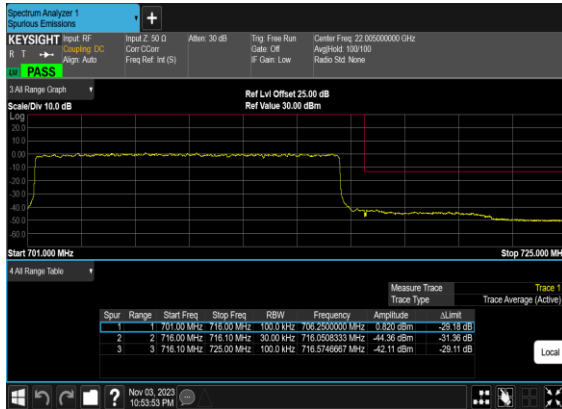 Spectrum Analyzer 1
Spurious Emissions
KEYSIGHT
R T
LV PASS
Input: RF
Coupling: DC
Align: Auto
Input Z: 50 Ω
Corr CCorr
Freq Ref: Int (S)
Atten: 30 dB
Trig: Free Run
Gate: Off
IF Gain: Low
Center Freq: 22.005000000 GHz
Avg|Hold: 100/100
Radio Std: None
3 All Range Graph
Scale/Div 10.0 dB
Ref Lvl Offset 25.00 dB
Ref Value 30.00 dBm
Log
20.0
10.0
0.00
-10.0
-20.0
-30.0
-40.0
-50.0
-60.0
Start 701.000 MHz
Stop 725.000 MH
4 All Range Table
Measure Trace Trace 1
Trace Type Trace Average (Active)
Spur Range Start Freq Stop Freq RBW Frequency Amplitude ΔLimit
1 1 701.00 MHz 716.00 MHz 100.0 kHz 706.2500000 MHz 0.820 dBm -29.18 dB
2 2 716.00 MHz 716.10 MHz 30.00 kHz 716.0508333 MHz -44.36 dBm -31.36 dB
3 3 716.10 MHz 725.00 MHz 100.0 kHz 716.5746667 MHz -42.11 dBm -29.11 dB
Local
?
Nov 03, 2023
10:53:53 PM